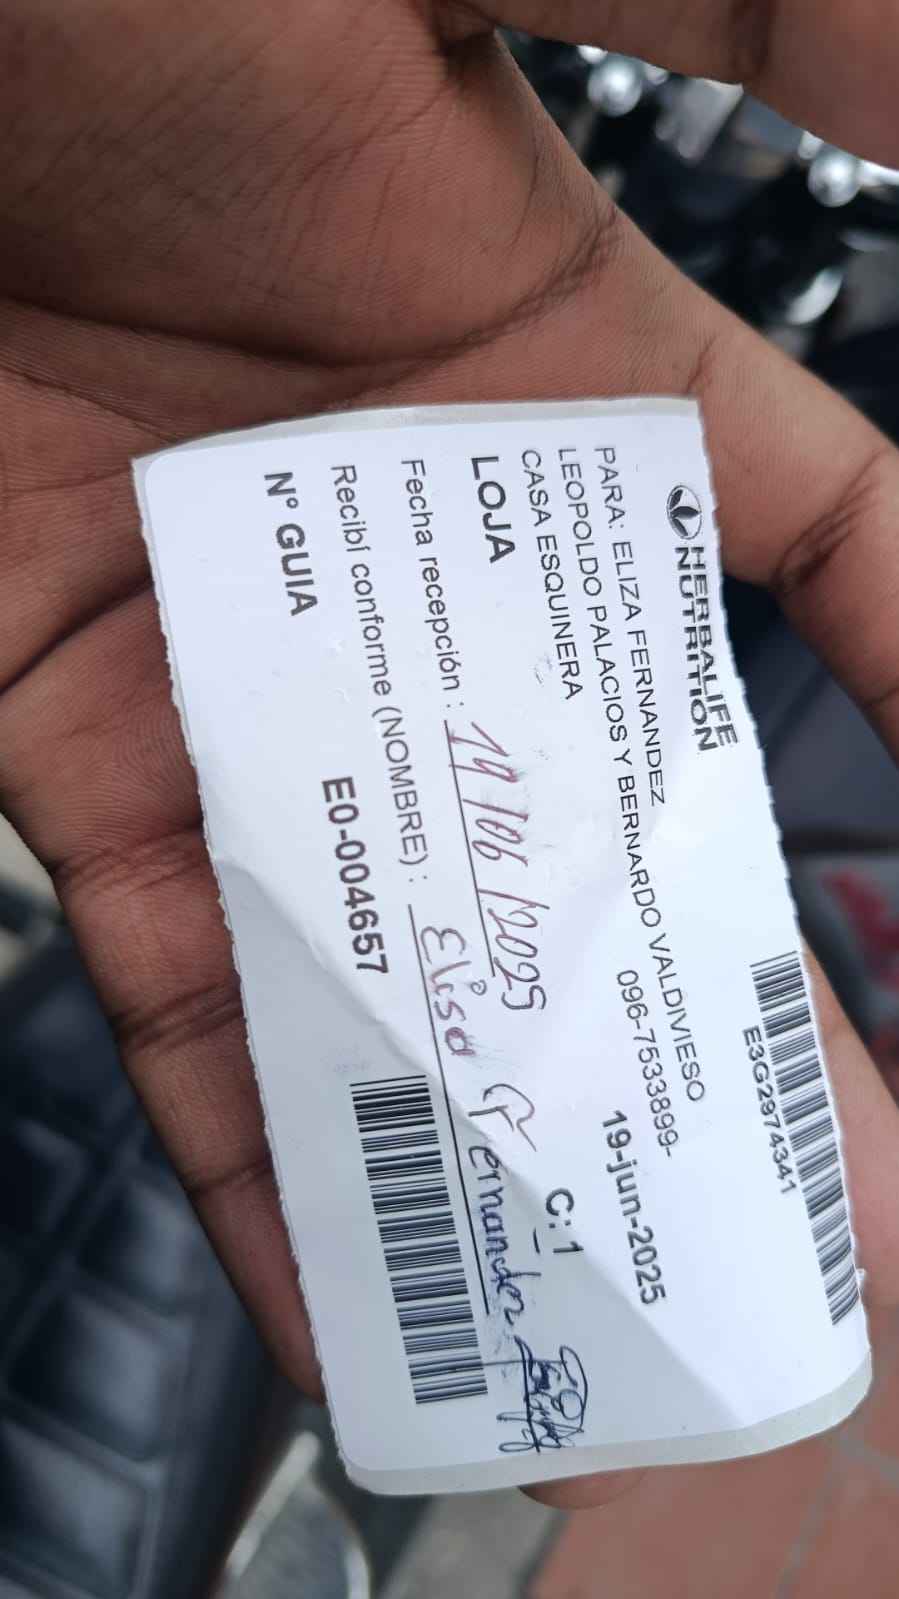 HERBALIFE
NUTRITION
E3G2974341
PARA: ELIZA FERNANDEZ
LEOPOLDO PALACIOS Y BERNARDO VALDIVIESO
CASA ESQUINERA 096-7533899-
LOJA 19-jun-2025
C: 1
Fecha recepción : 19/06/2025
Recibí conforme (NOMBRE) : Elisa Fernandez
Nº GUIA E0-004657